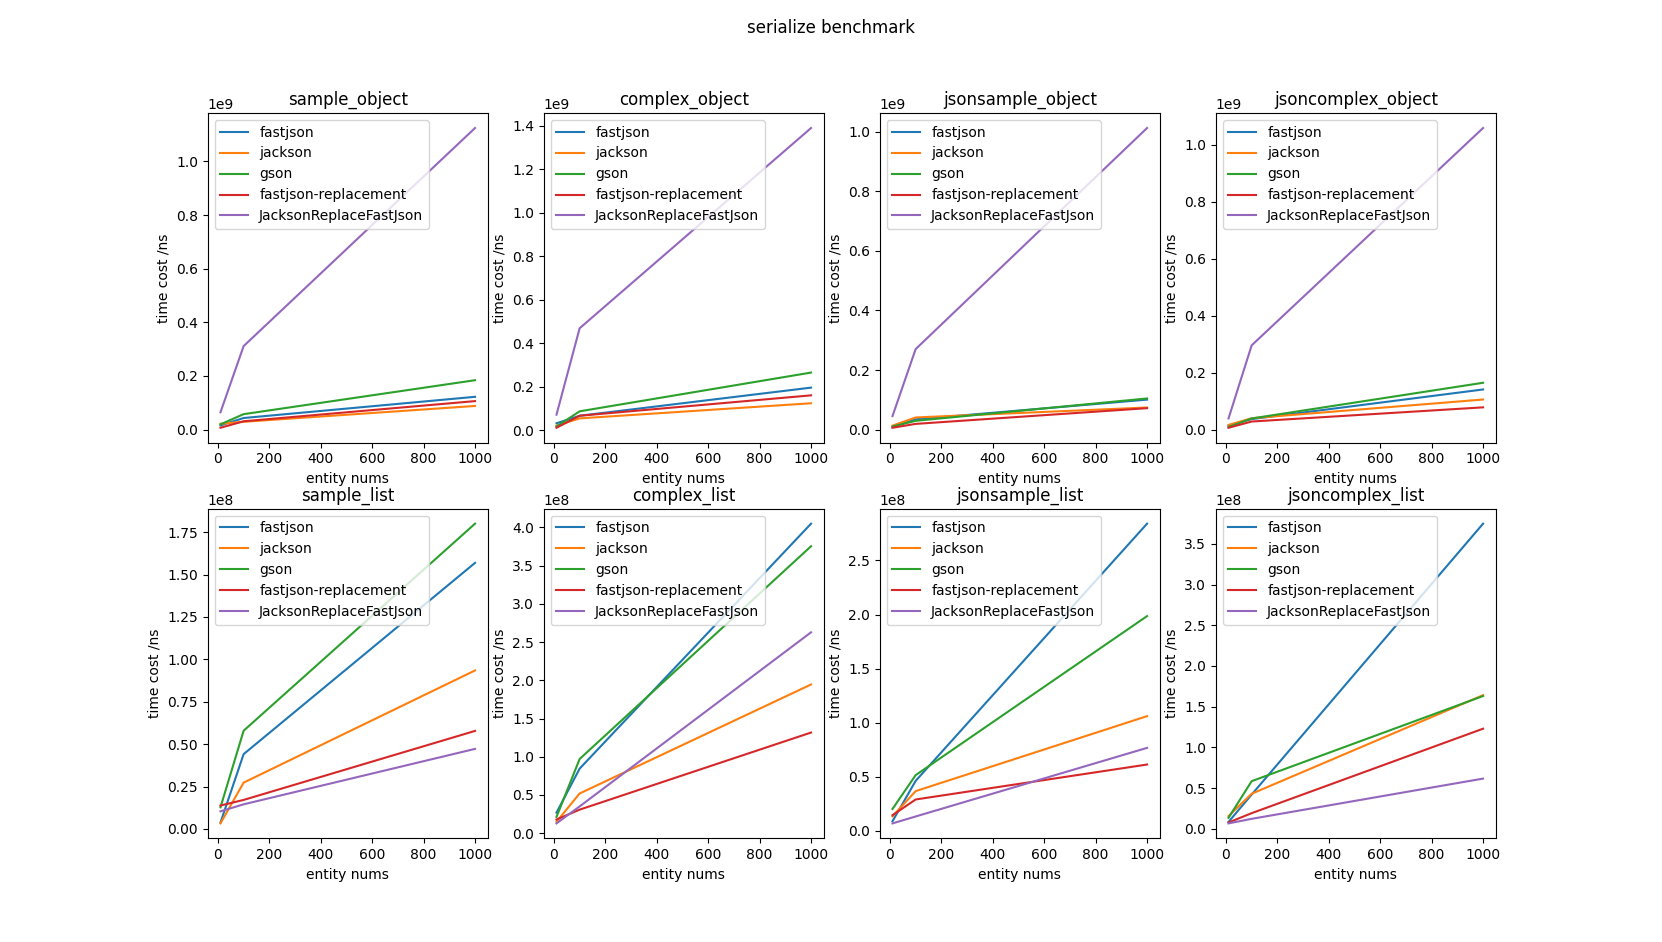 serialize benchmark
1e9
sample_object
fastjson
jackson
gson
fastjson-replacement
JacksonReplaceFastJson
1.0
0.8
0.6
0.4
0.2
0.0
time cost /ns
0 200 400 600 800 1000
entity nums
1e9
complex_object
fastjson
jackson
gson
fastjson-replacement
JacksonReplaceFastJson
1.4
1.2
1.0
0.8
0.6
0.4
0.2
0.0
time cost /ns
0 200 400 600 800 1000
entity nums
1e9
jsonsample_object
fastjson
jackson
gson
fastjson-replacement
JacksonReplaceFastJson
1.0
0.8
0.6
0.4
0.2
0.0
time cost /ns
0 200 400 600 800 1000
entity nums
1e9
jsoncomplex_object
fastjson
jackson
gson
fastjson-replacement
JacksonReplaceFastJson
1.0
0.8
0.6
0.4
0.2
0.0
time cost /ns
0 200 400 600 800 1000
entity nums
1e8
sample_list
fastjson
jackson
gson
fastjson-replacement
JacksonReplaceFastJson
1.75
1.50
1.25
1.00
0.75
0.50
0.25
0.00
time cost /ns
0 200 400 600 800 1000
entity nums
1e8
complex_list
fastjson
jackson
gson
fastjson-replacement
JacksonReplaceFastJson
4.0
3.5
3.0
2.5
2.0
1.5
1.0
0.5
0.0
time cost /ns
0 200 400 600 800 1000
entity nums
1e8
jsonsample_list
fastjson
jackson
gson
fastjson-replacement
JacksonReplaceFastJson
2.5
2.0
1.5
1.0
0.5
0.0
time cost /ns
0 200 400 600 800 1000
entity nums
1e8
jsoncomplex_list
fastjson
jackson
gson
fastjson-replacement
JacksonReplaceFastJson
3.5
3.0
2.5
2.0
1.5
1.0
0.5
0.0
time cost /ns
0 200 400 600 800 1000
entity nums